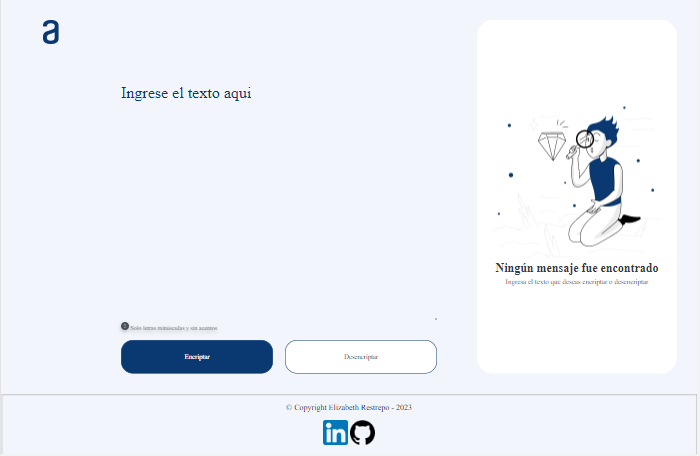 a
Ingrese el texto aqui
Solo letras minúsculas y sin acentos
Encriptar
Desencriptar
Ningún mensaje fue encontrado
Ingresa el texto que deseas encriptar o desencriptar
© Copyright Elizabeth Restrepo - 2023
in